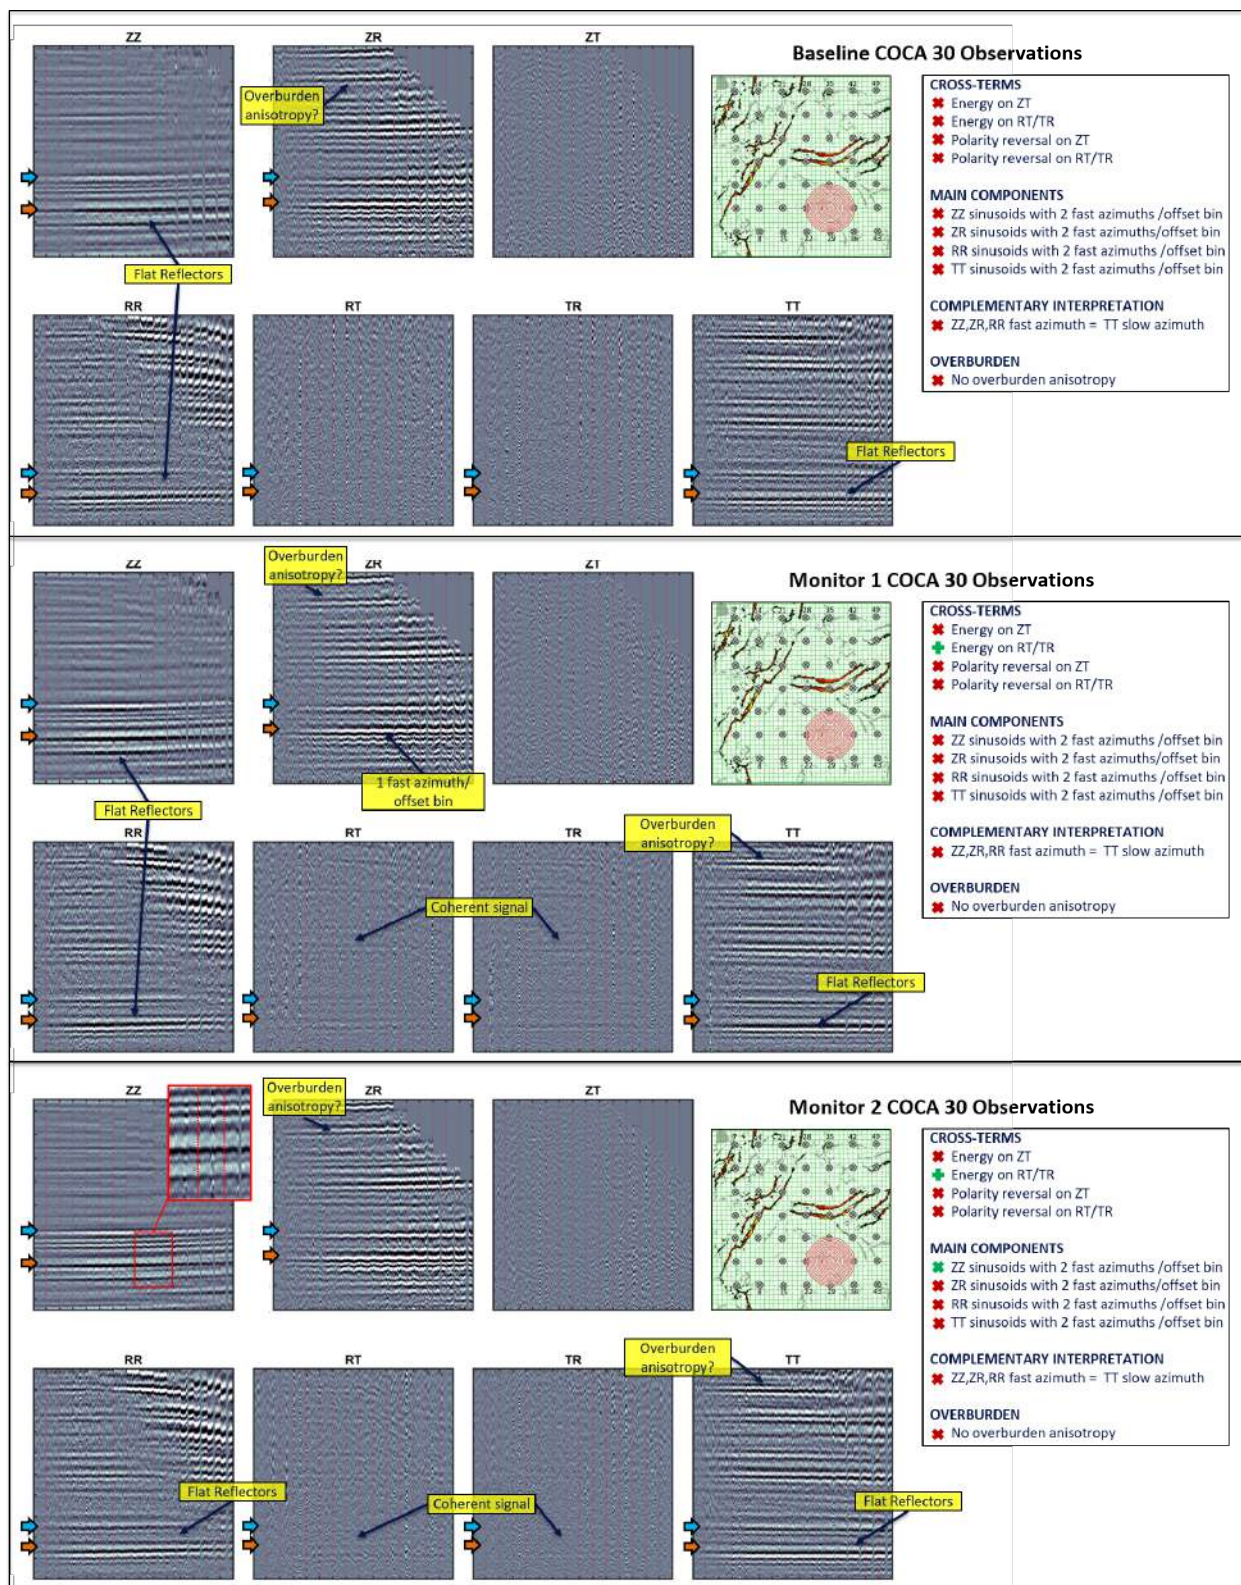 ZZ
ZR
ZT
Baseline COCA 30 Observations
Overburden
anisotropy?
Flat Reflectors
RR
RT
TR
TT
Flat Reflectors
CROSS-TERMS
Energy on ZT
Energy on RT/TR
Polarity reversal on ZT
Polarity reversal on RT/TR
MAIN COMPONENTS
ZZ sinusoids with 2 fast azimuths /offset bin
ZR sinusoids with 2 fast azimuths/offset bin
RR sinusoids with 2 fast azimuths /offset bin
TT sinusoids with 2 fast azimuths /offset bin
COMPLEMENTARY INTERPRETATION
ZZ,ZR,RR fast azimuth = TT slow azimuth
OVERBURDEN
No overburden anisotropy
ZZ
ZR
ZT
Monitor 1 COCA 30 Observations
Overburden
anisotropy?
1 fast azimuth/
offset bin
Flat Reflectors
RR
RT
TR
TT
Overburden
anisotropy?
Coherent signal
Flat Reflectors
CROSS-TERMS
Energy on ZT
Energy on RT/TR
Polarity reversal on ZT
Polarity reversal on RT/TR
MAIN COMPONENTS
ZZ sinusoids with 2 fast azimuths /offset bin
ZR sinusoids with 2 fast azimuths/offset bin
RR sinusoids with 2 fast azimuths /offset bin
TT sinusoids with 2 fast azimuths /offset bin
COMPLEMENTARY INTERPRETATION
ZZ,ZR,RR fast azimuth = TT slow azimuth
OVERBURDEN
No overburden anisotropy
ZZ
ZR
ZT
Monitor 2 COCA 30 Observations
Overburden
anisotropy?
RR
RT
TR
TT
Overburden
anisotropy?
Flat Reflectors
Coherent signal
Flat Reflectors
CROSS-TERMS
Energy on ZT
Energy on RT/TR
Polarity reversal on ZT
Polarity reversal on RT/TR
MAIN COMPONENTS
ZZ sinusoids with 2 fast azimuths /offset bin
ZR sinusoids with 2 fast azimuths/offset bin
RR sinusoids with 2 fast azimuths /offset bin
TT sinusoids with 2 fast azimuths /offset bin
COMPLEMENTARY INTERPRETATION
ZZ,ZR,RR fast azimuth = TT slow azimuth
OVERBURDEN
No overburden anisotropy